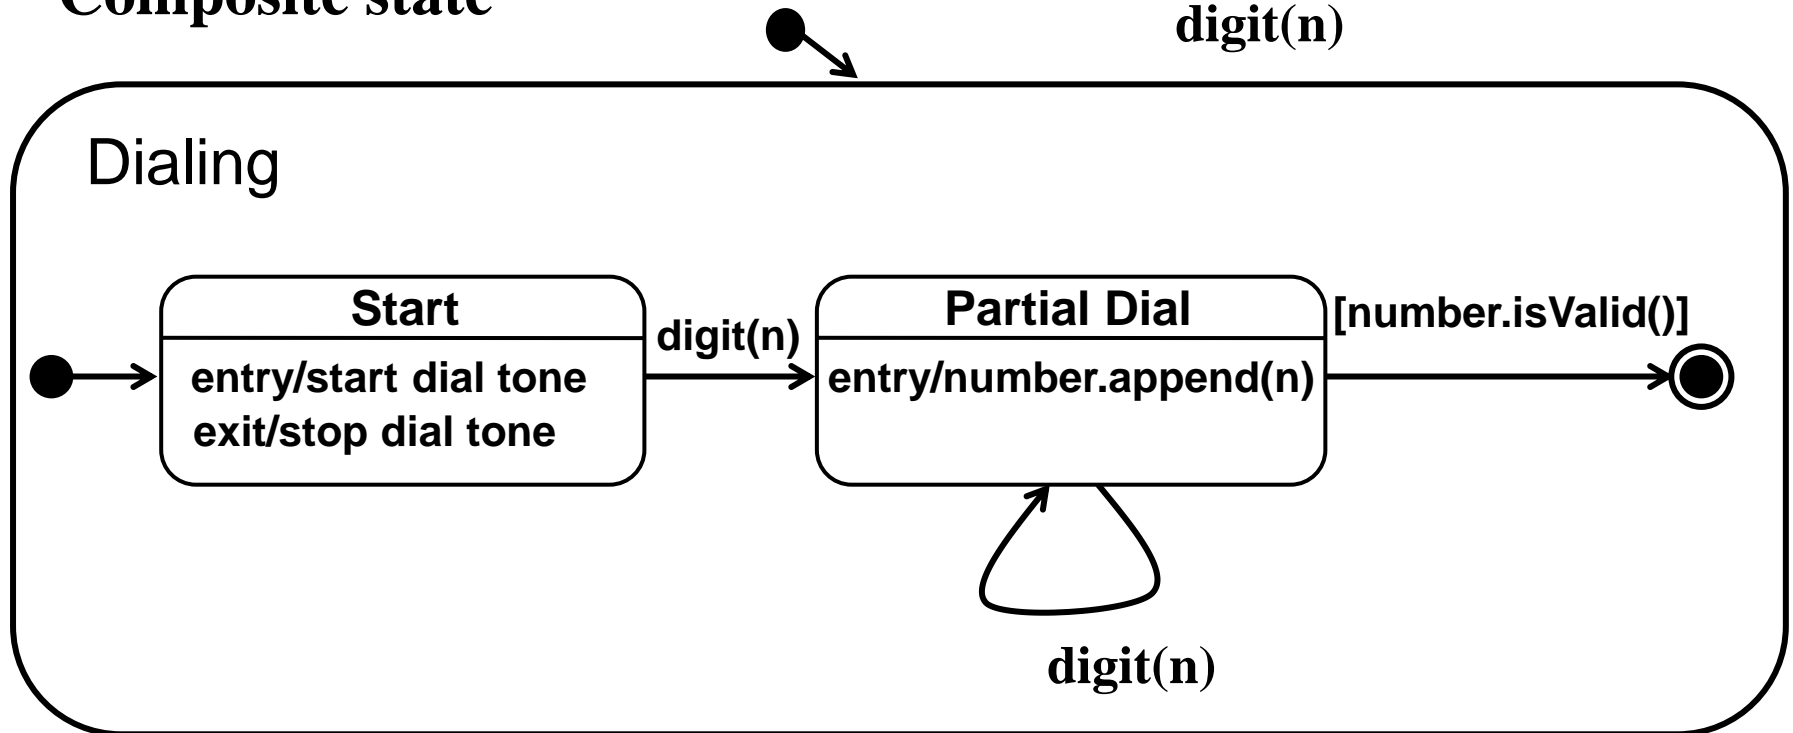 Composite state
digit(n)
Dialing
Start
entry/start dial tone
exit/stop dial tone
digit(n)
Partial Dial
entry/number.append(n)
[number.isValid()]
digit(n)